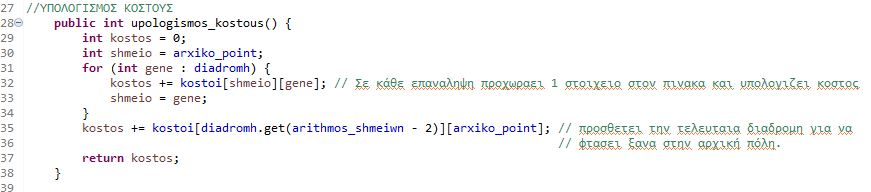 27 //ΥΠΟΛΟΓΙΣΜΟΣ ΚΟΣΤΟΥΣ
28 public int upologismos_kostous() {
29 int kostos = 0;
30 int shmeio = arxiko_point;
31 for (int gene : diadromh) {
32 kostos += kostoi[shmeio][gene]; // Σε κάθε επαναληψη προχωραει 1 στοιχειο στον πινακα και υπολογιζει κοστος
33 shmeio = gene;
34 }
35 kostos += kostoi[diadromh.get(arithmos_shmeiwn - 2)][arxiko_point]; // προσθετει την τελευταια διαδρομη για να
36 // φτασει ξανα στην αρχική πόλη.
37 return kostos;
38 }
39